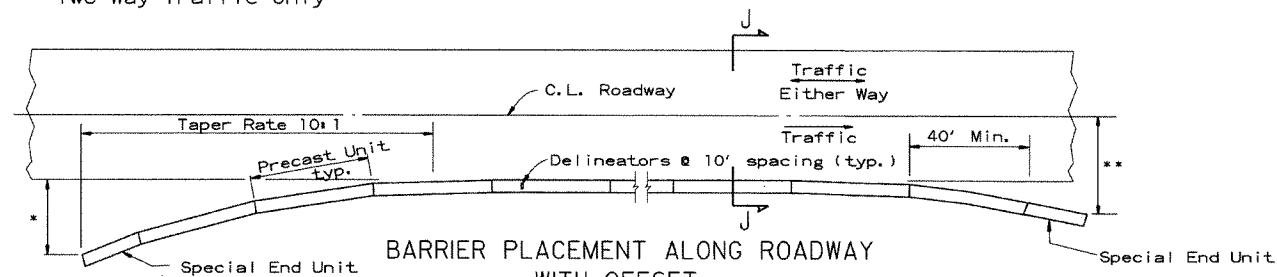 Two Way Traffic Only
J
Traffic
Either Way
C.L. Roadway
Taper Rate 10:1
Traffic
40' Min.
Precast Unit
typ.
Delineators @ 10' spacing (typ.)
*
**
J
BARRIER PLACEMENT ALONG ROADWAY
WITH OFFSET
Special End Unit
Special End Unit